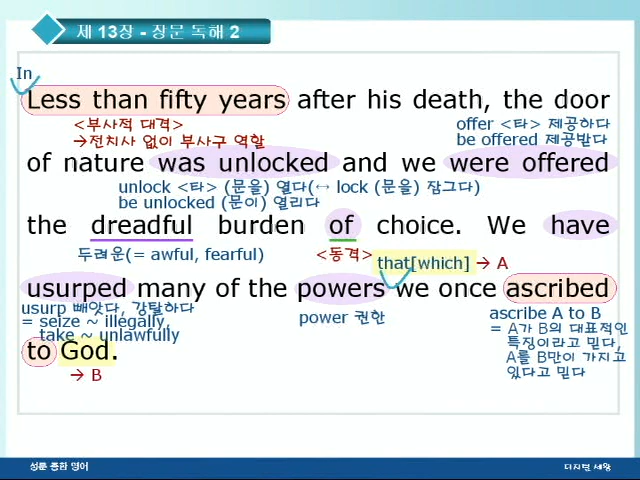 제 13장 - 장문 독해 2
In
Less than fifty years after his death, the door
<부사적 대격>
→전치사 없이 부사구 역할
offer <타> 제공하다
be offered 제공받다
of nature was unlocked and we were offered
unlock <타> (문을) 열다(↔ lock (문을) 잠그다)
be unlocked (문이) 열리다
the dreadful burden of choice. We have
두려운(= awful, fearful)
<동격>
that[which] → A
usurped many of the powers we once ascribed
usurp 빼앗다, 강탈하다
= seize ~ illegally,
take ~ unlawfully
power 권한
ascribe A to B
= A가 B의 대표적인
특징이라고 믿다,
A를 B만이 가지고
있다고 믿다
to God.
→ B
성문 종합 영어
디지털 세왕